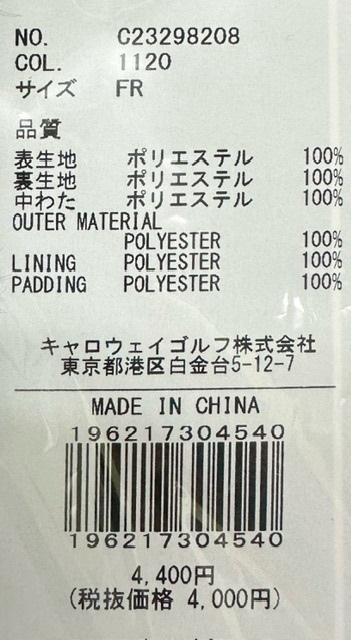 NO. C23298208
COL. 1120
サイズ FR
品質
表生地 ポリエステル 100%
裏生地 ポリエステル 100%
中わた ポリエステル 100%
OUTER MATERIAL
POLYESTER 100%
LINING POLYESTER 100%
PADDING POLYESTER 100%
キャロウェイゴルフ株式会社
東京都港区白金台5-12-7
MADE IN CHINA
196217304540
196217304540
4,400円
(税抜価格 4,000円)